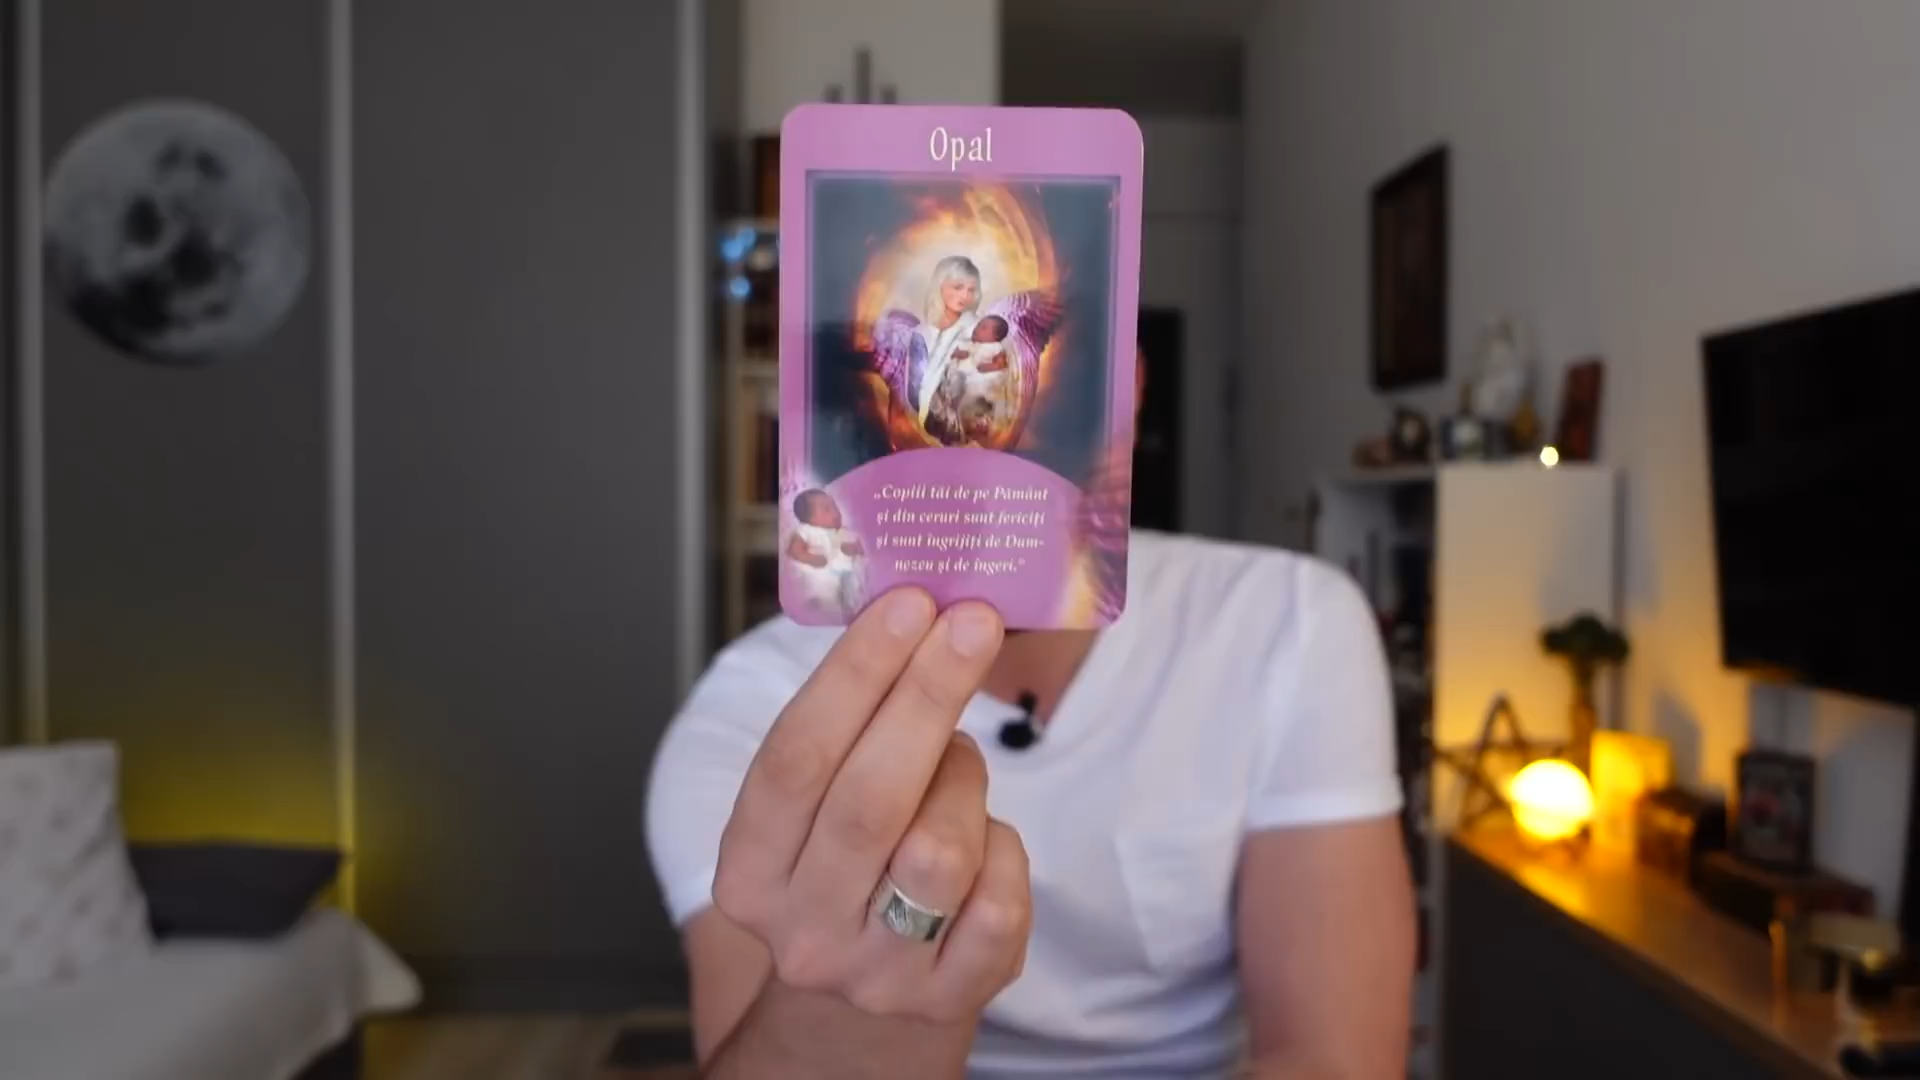 Opal
„Copiii tăi de pe Pământ
și din ceruri sunt fericiți
și sunt îngrijiți de Dum-
nezeu și de îngeri."